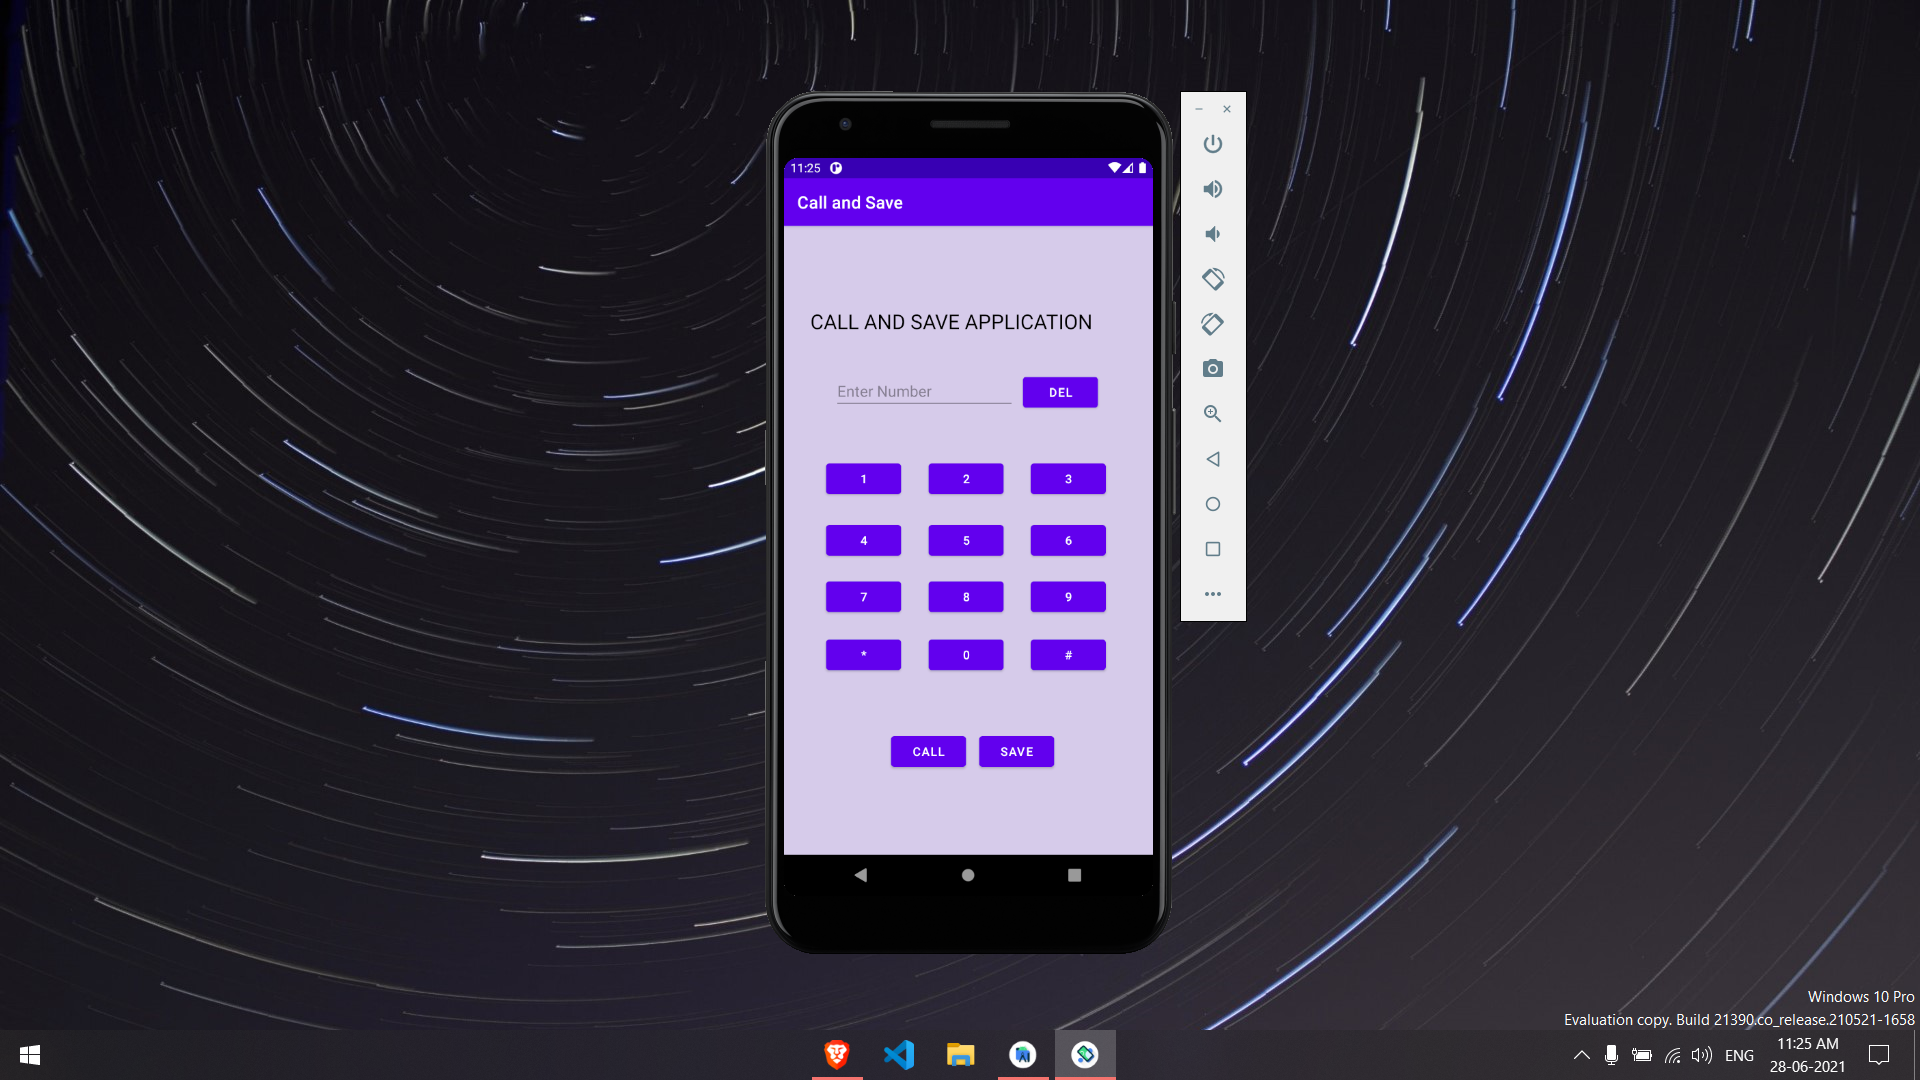 11:25
Call and Save
CALL AND SAVE APPLICATION
Enter Number DEL
1 2 3
4 5 6
7 8 9
* 0 #
CALL SAVE
Windows 10 Pro
Evaluation copy. Build 21390.co_release.210521-1658
ENG
11:25 AM
28-06-2021